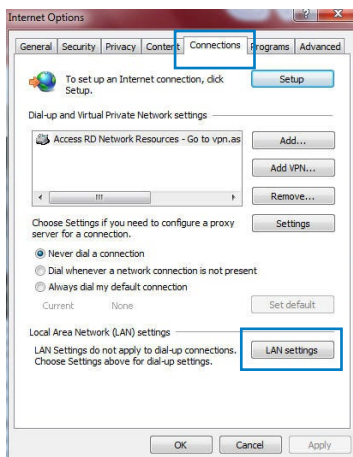 Internet Options
General Security Privacy Content Connections Programs Advanced
To set up an Internet connection, click
Setup.
Setup
Dial-up and Virtual Private Network settings
Access RD Network Resources - Go to vpn.as
Add...
Add VPN...
Remove...
Choose Settings if you need to configure a proxy
server for a connection.
Settings
Never dial a connection
Dial whenever a network connection is not present
Always dial my default connection
Current None
Set default
Local Area Network (LAN) settings
LAN Settings do not apply to dial-up connections.
Choose Settings above for dial-up settings.
LAN settings
OK Cancel Apply